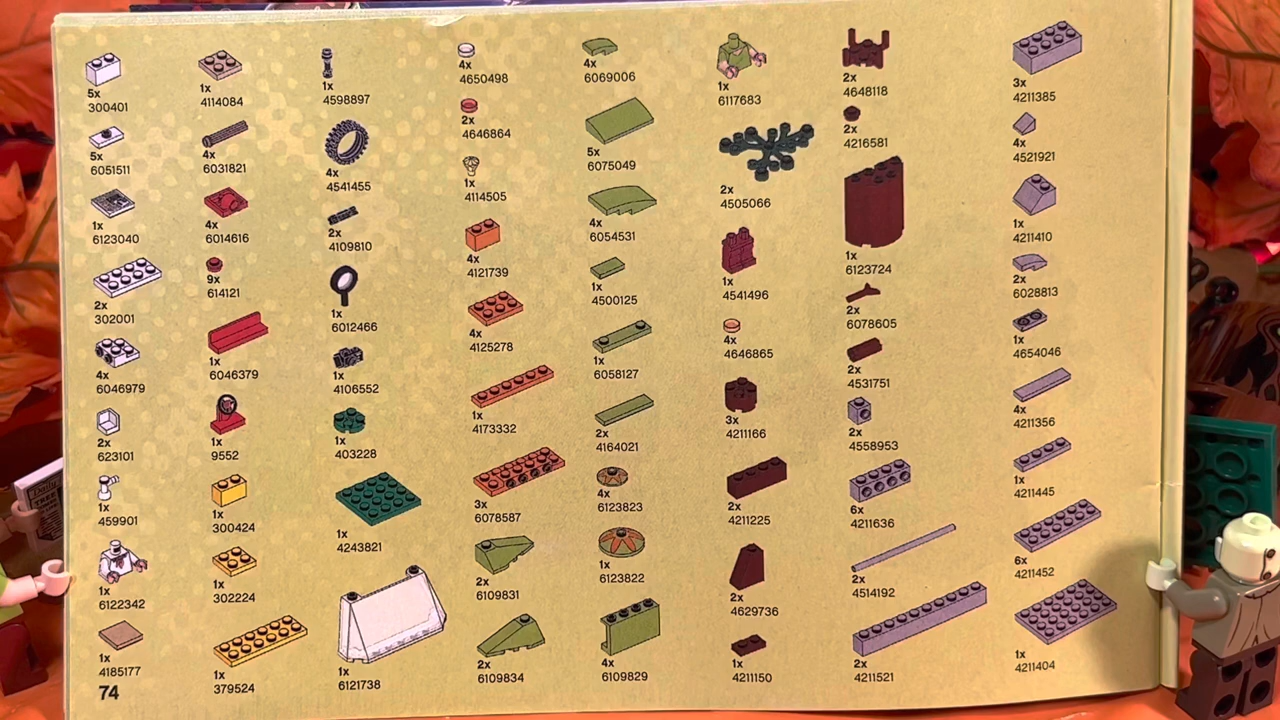 5x
300401
5x
6051511
1x
6123040
2x
302001
4x
6046979
2x
623101
1x
459901
1x
6122342
1x
4185177
74
1x
4114084
4x
6031821
4x
6014616
9x
614121
1x
6046379
1x
9552
1x
300424
1x
302224
1x
379524
1x
4598897
4x
4541455
2x
4109810
1x
6012466
1x
4106552
1x
403228
1x
4243821
1x
6121738
4x
4650498
2x
4646864
1x
4114505
4x
4121739
4x
4125278
1x
4173332
3x
6078587
2x
6109831
2x
6109834
4x
6069006
5x
6075049
4x
6054531
1x
4500125
1x
6058127
2x
4164021
4x
6123823
1x
6123822
4x
6109829
1x
6117683
2x
4505066
1x
4541496
4x
4646865
3x
4211166
2x
4211225
2x
4629736
1x
4211150
2x
4648118
2x
4216581
1x
6123724
2x
6078605
2x
4531751
2x
4558953
6x
4211636
2x
4514192
2x
4211521
3x
4211385
4x
4521921
1x
4211410
2x
6028813
1x
4654046
4x
4211356
1x
4211445
6x
4211452
1x
4211404